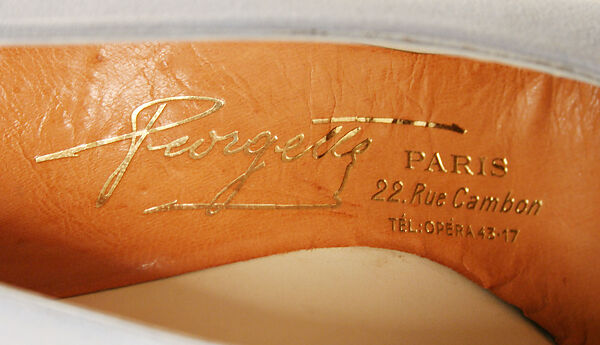 Georgette
PARIS
22. Rue Cambon
TÉL: OPÉRA 43-17